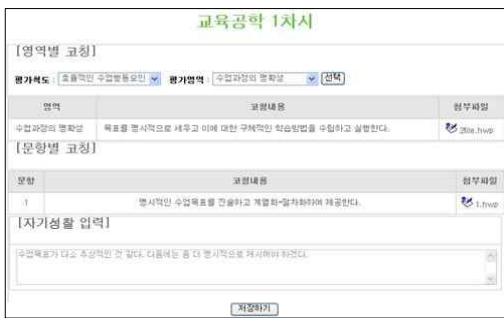 교육공학 1차시
[영역별 코칭]
평가척도 : 효율적인 수업행동요인 평가영역 : 수업과정의 명확성 선택
영역 코칭내용 첨부파일
수업과정의 명확성 목표를 명시적으로 세우고 이에 대한 구체적인 학습방법을 수립하고 실행한다. .hwp
[문항별 코칭]
문항 코칭내용 첨부파일
1 명시적인 수업목표를 진술하고 계열화·절차화하여 제공한다. 1.hwp
[자기성찰 입력]
수업목표가 다소 추상적인 것 같다. 다음에는 좀 더 명시적으로 제시해야 하겠다.
저장하기